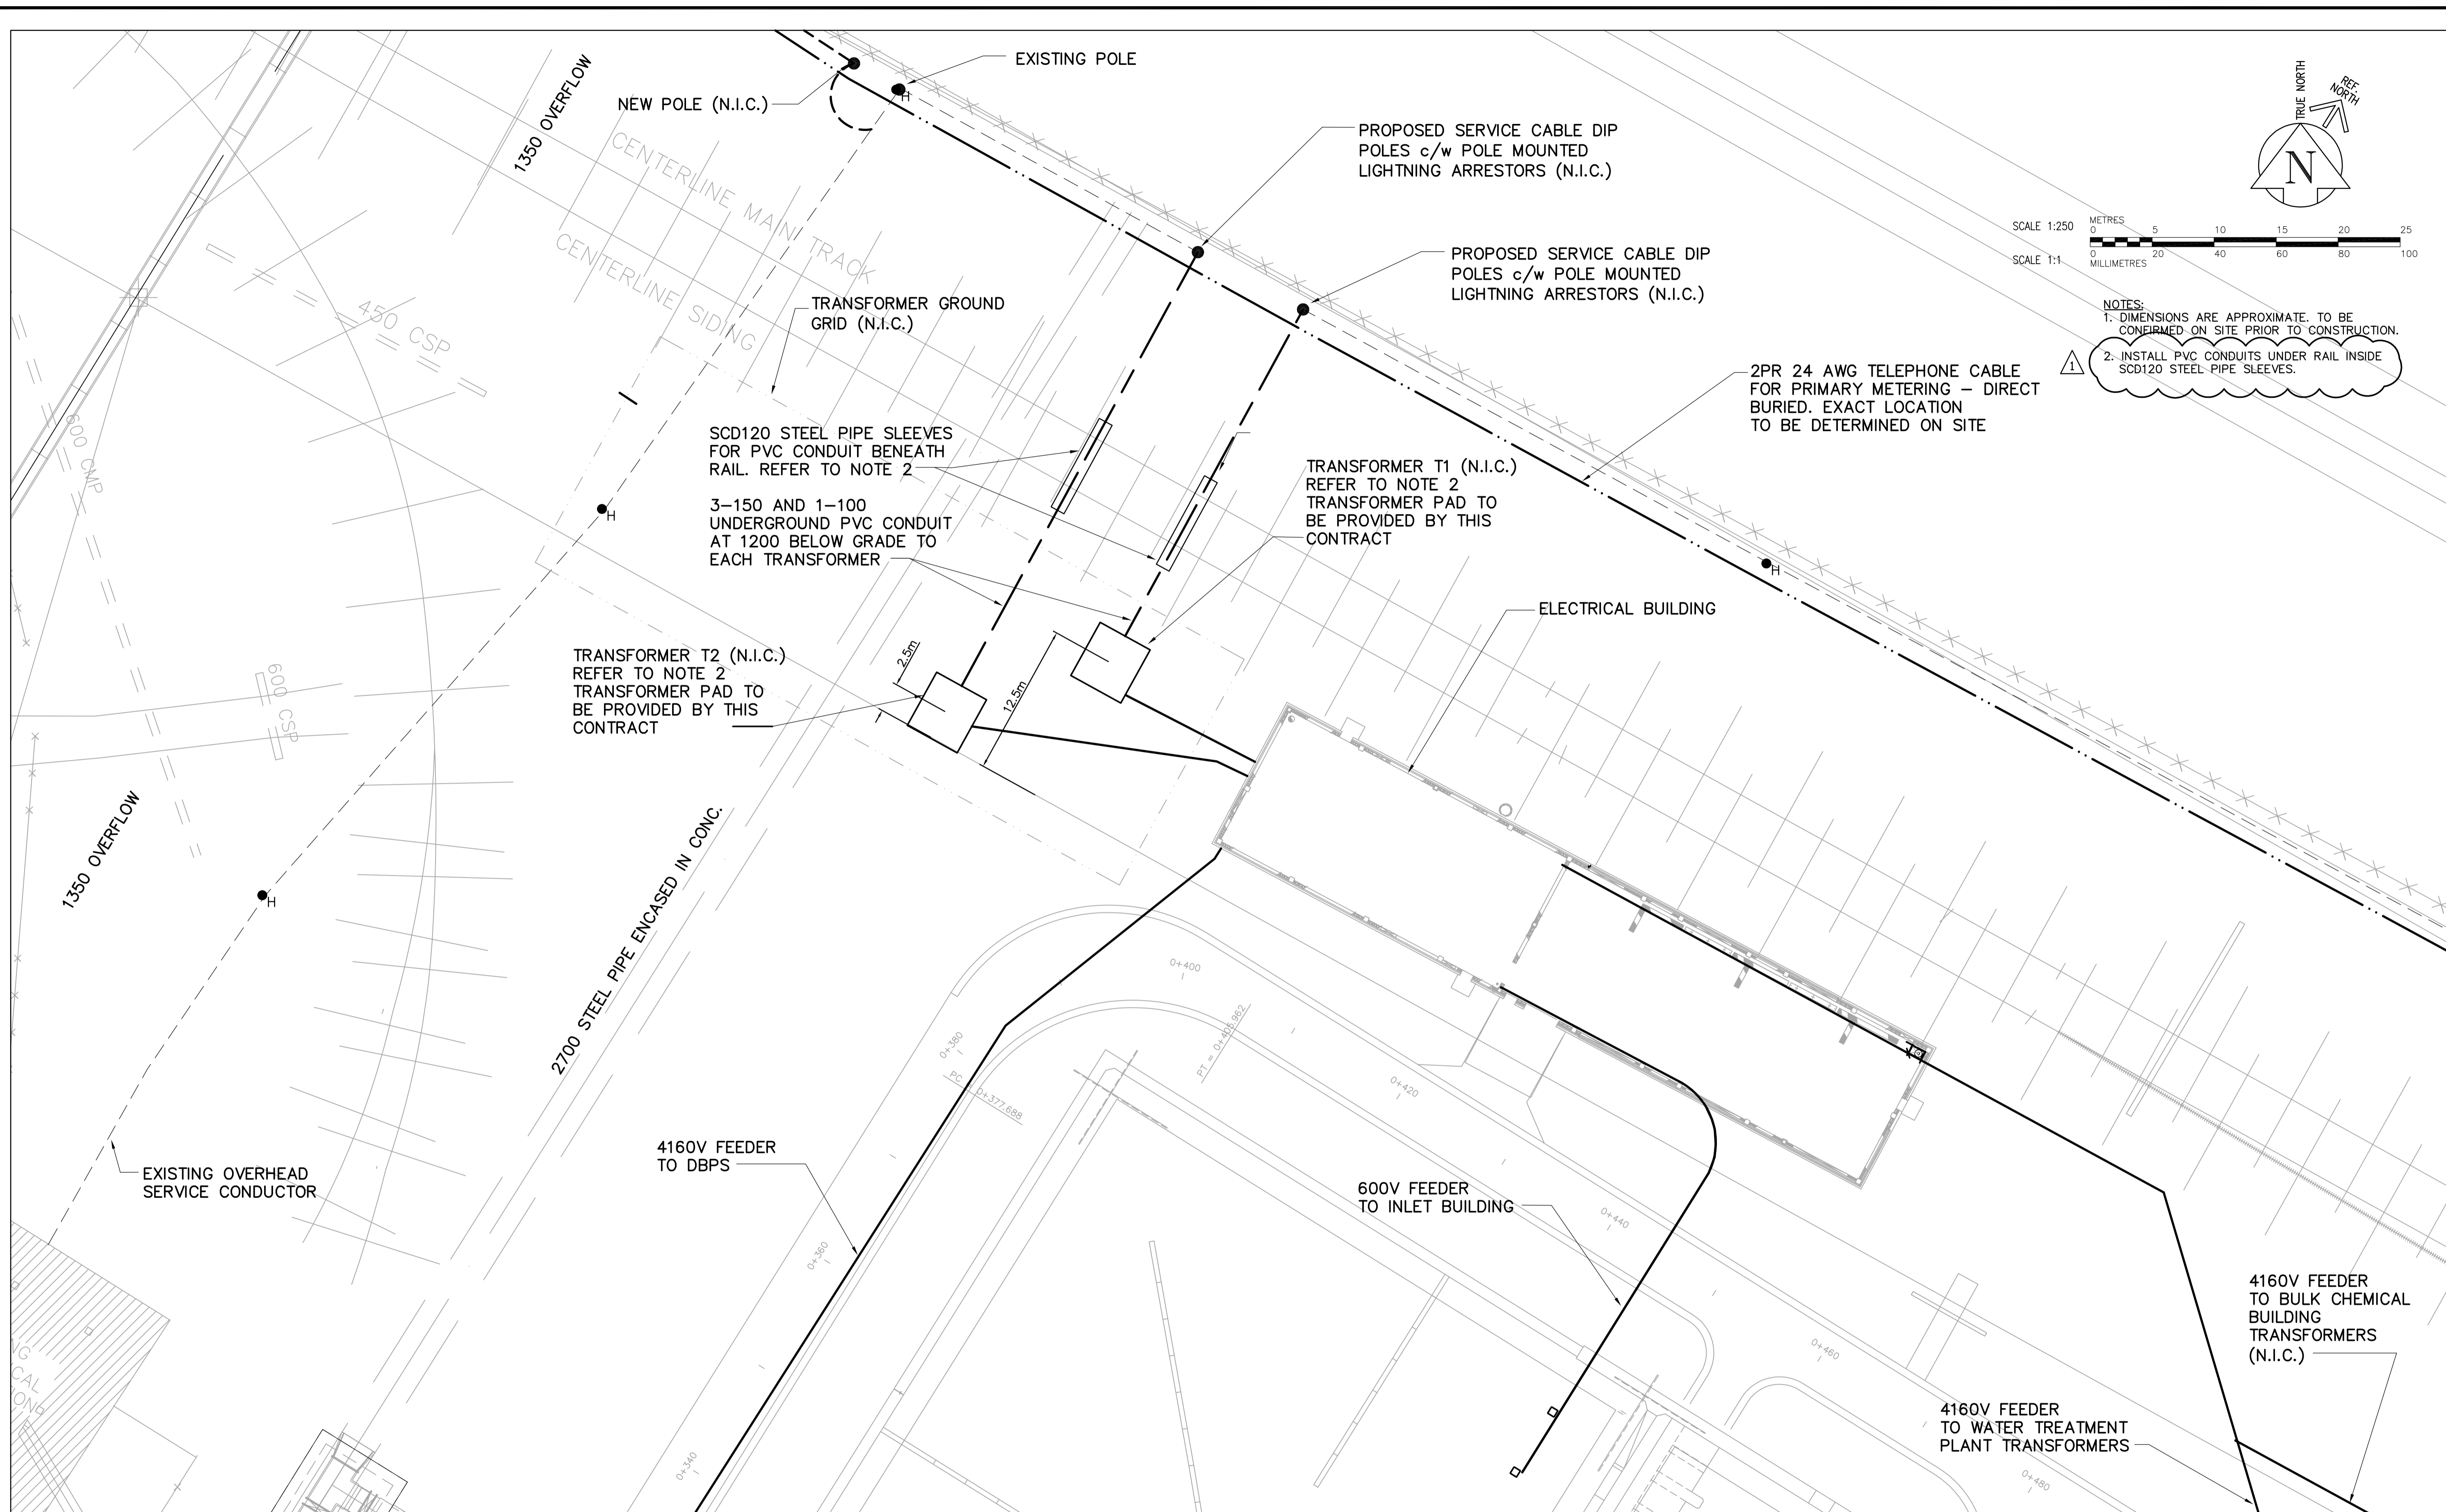 EXISTING POLE
NEW POLE (N.I.C.)
1350 OVERFLOW
CENTERLINE MAIN TRACK
CENTERLINE SIDING
PROPOSED SERVICE CABLE DIP
POLES c/w POLE MOUNTED
LIGHTNING ARRESTORS (N.I.C.)
PROPOSED SERVICE CABLE DIP
POLES c/w POLE MOUNTED
LIGHTNING ARRESTORS (N.I.C.)
TRUE NORTH
REF.
NORTH
N
SCALE 1:250
METRES
0 5 10 15 20 25
SCALE 1:1
0 20 40 60 80 100
MILLIMETRES
NOTES:
1. DIMENSIONS ARE APPROXIMATE. TO BE
CONFIRMED ON SITE PRIOR TO CONSTRUCTION.
1
2. INSTALL PVC CONDUITS UNDER RAIL INSIDE
SCD120 STEEL PIPE SLEEVES.
H
450 CSP
600 CMP
TRANSFORMER GROUND
GRID (N.I.C.)
2PR 24 AWG TELEPHONE CABLE
FOR PRIMARY METERING – DIRECT
BURIED. EXACT LOCATION
TO BE DETERMINED ON SITE
SCD120 STEEL PIPE SLEEVES
FOR PVC CONDUIT BENEATH
RAIL. REFER TO NOTE 2
3–150 AND 1–100
UNDERGROUND PVC CONDUIT
AT 1200 BELOW GRADE TO
EACH TRANSFORMER
TRANSFORMER T1 (N.I.C.)
REFER TO NOTE 2
TRANSFORMER PAD TO
BE PROVIDED BY THIS
CONTRACT
H
H
ELECTRICAL BUILDING
TRANSFORMER T2 (N.I.C.)
REFER TO NOTE 2
TRANSFORMER PAD TO
BE PROVIDED BY THIS
CONTRACT
2.5m
12.5m
600 CSP
1350 OVERFLOW
H
2700 STEEL PIPE ENCASED IN CONC.
EXISTING OVERHEAD
SERVICE CONDUCTOR
0+400
0+380
PT = 0+405.962
PC = 0+377.688
0+420
4160V FEEDER
TO DBPS
0+360
600V FEEDER
TO INLET BUILDING
0+440
0+460
4160V FEEDER
TO BULK CHEMICAL
BUILDING
TRANSFORMERS
(N.I.C.)
4160V FEEDER
TO WATER TREATMENT
PLANT TRANSFORMERS
0+340
0+480